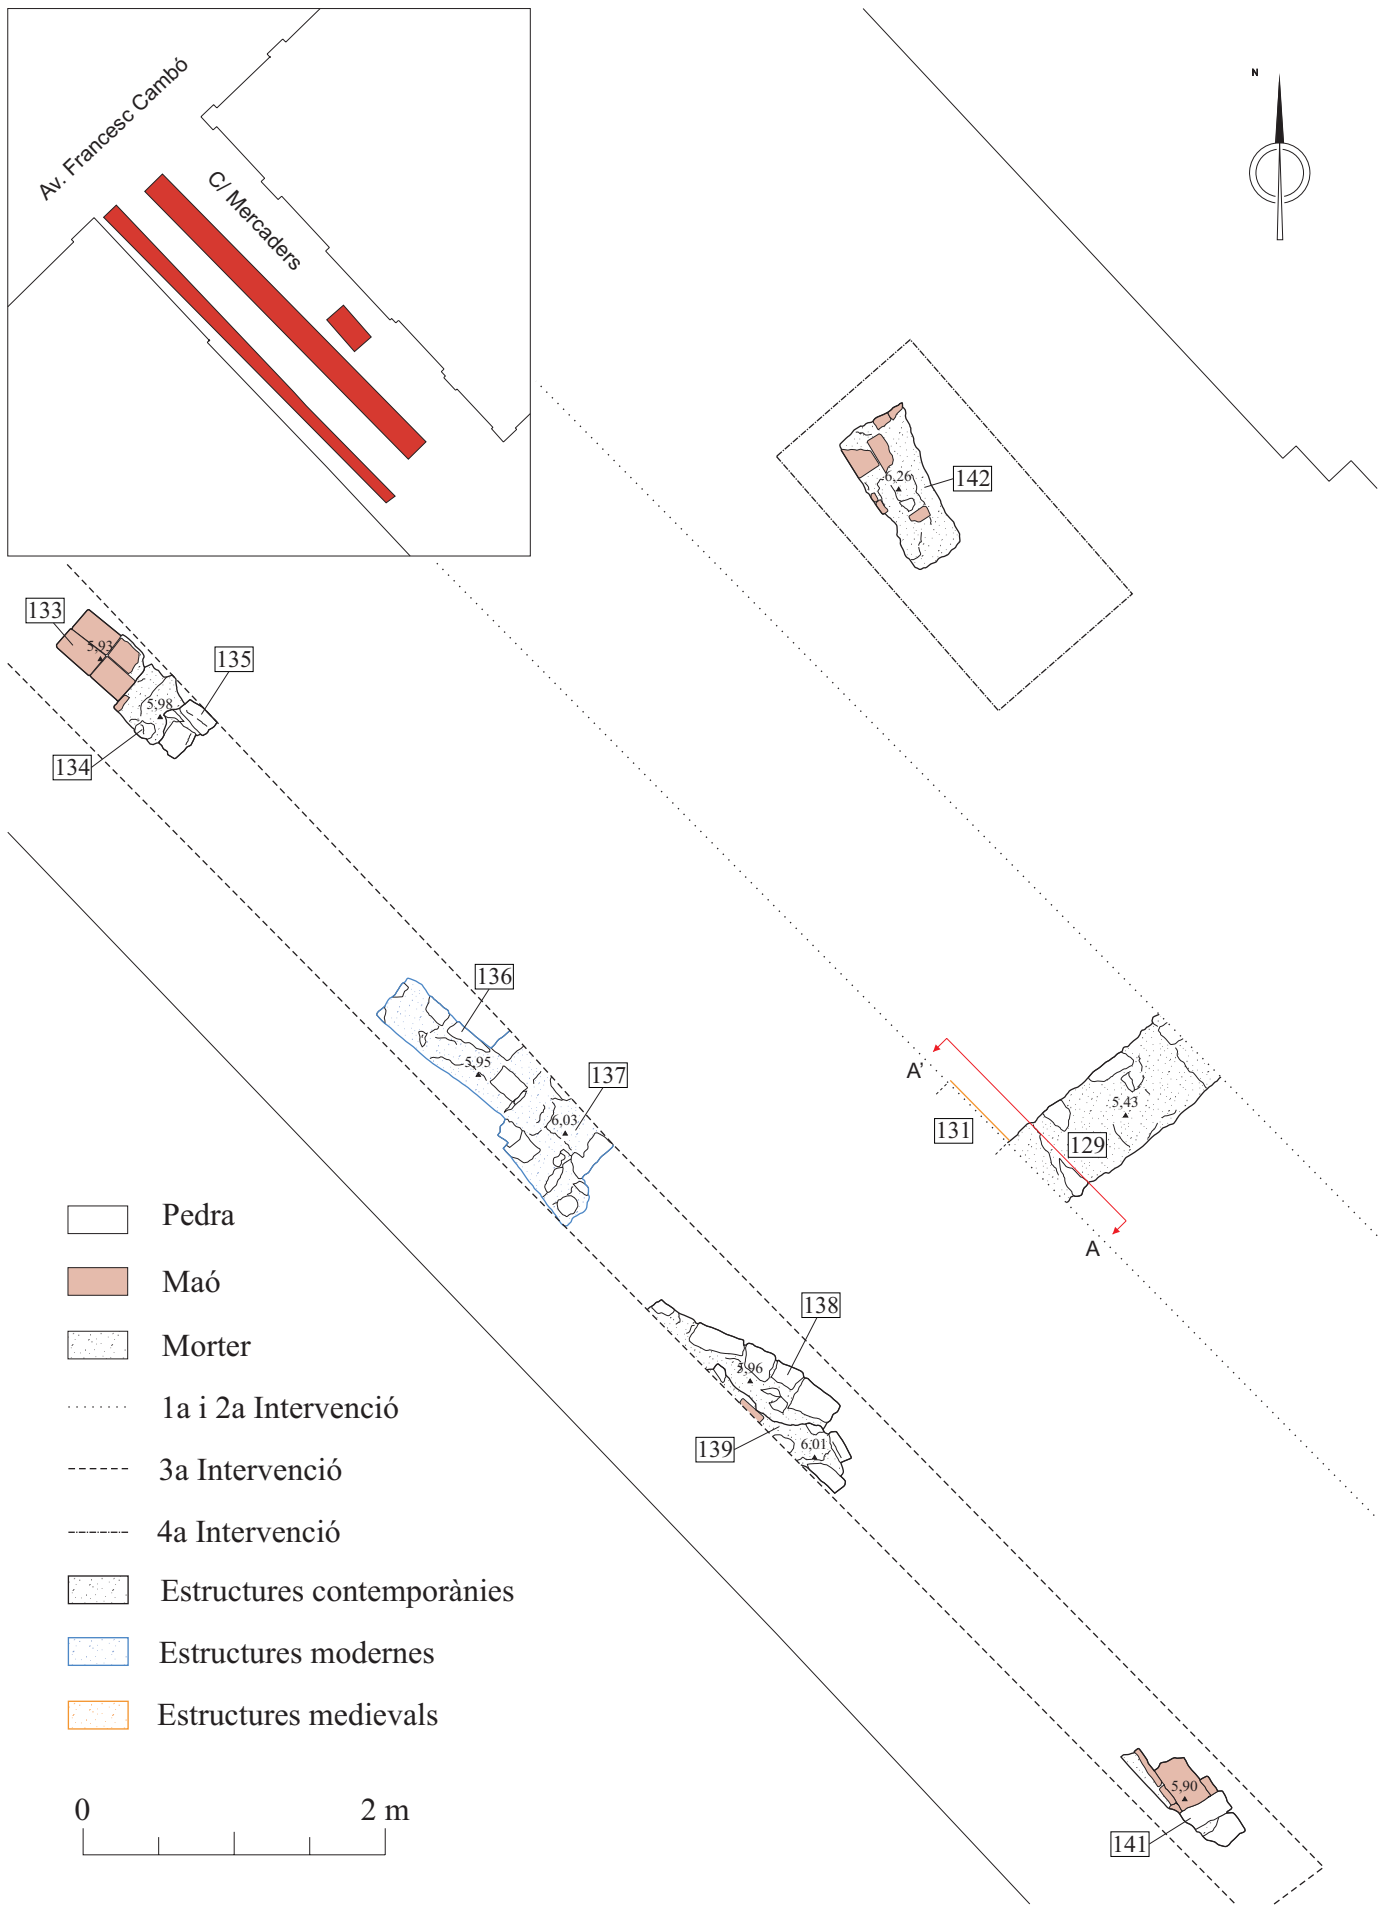 Av. Francesc Cambó
C/ Mercaders
N
142
6,26
133
5,93
135
5,98
134
136
5,95
137
6,03
A'
131
129
5,43
A
138
5,96
139
6,01
141
5,90
Pedra
Maó
Morter
1a i 2a Intervenció
3a Intervenció
4a Intervenció
Estructures contemporànies
Estructures modernes
Estructures medievals
0 2 m